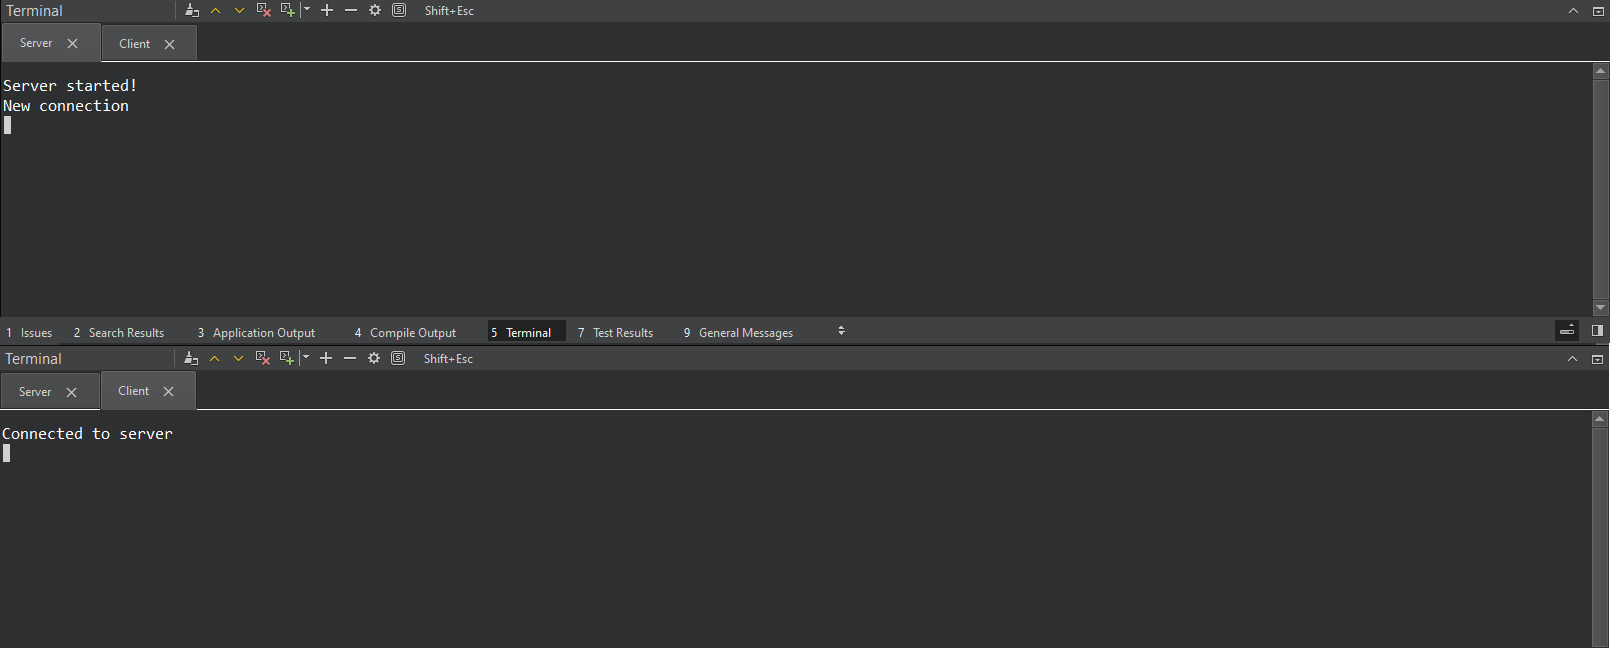 Terminal Shift+Esc
Server Client
Server started!
New connection
1 Issues 2 Search Results 3 Application Output 4 Compile Output 5 Terminal 7 Test Results 9 General Messages
Terminal Shift+Esc
Server Client
Connected to server